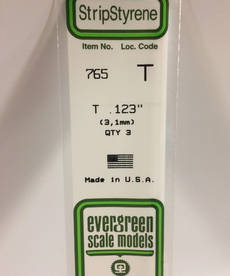 StripStyrene
Item No. Loc. Code
765 T
T .123"
(3,1mm)
QTY 3
Made in U.S.A.
evergreen
scale models